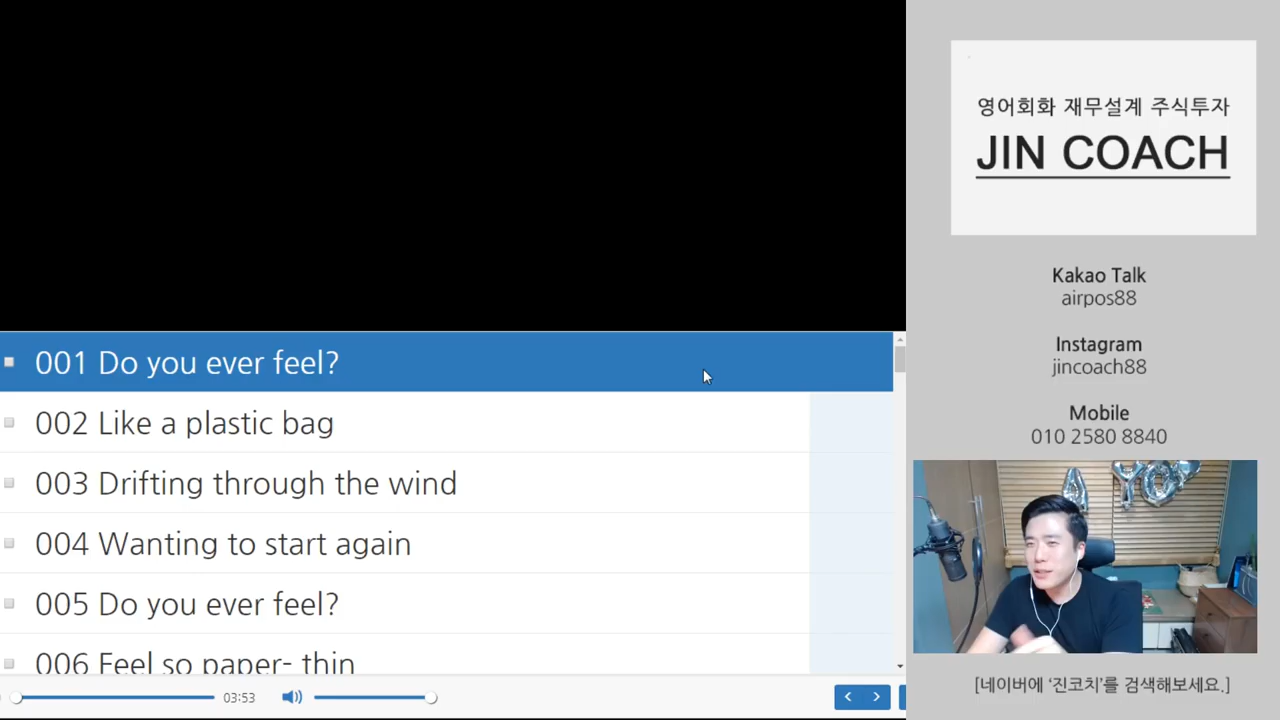 001 Do you ever feel?
002 Like a plastic bag
003 Drifting through the wind
004 Wanting to start again
005 Do you ever feel?
006 Feel so paper- thin
03:53
영어회화 재무설계 주식투자
JIN COACH
Kakao Talk
airpos88
Instagram
jincoach88
Mobile
010 2580 8840
A YOF
[네이버에 '진코치'를 검색해보세요.]